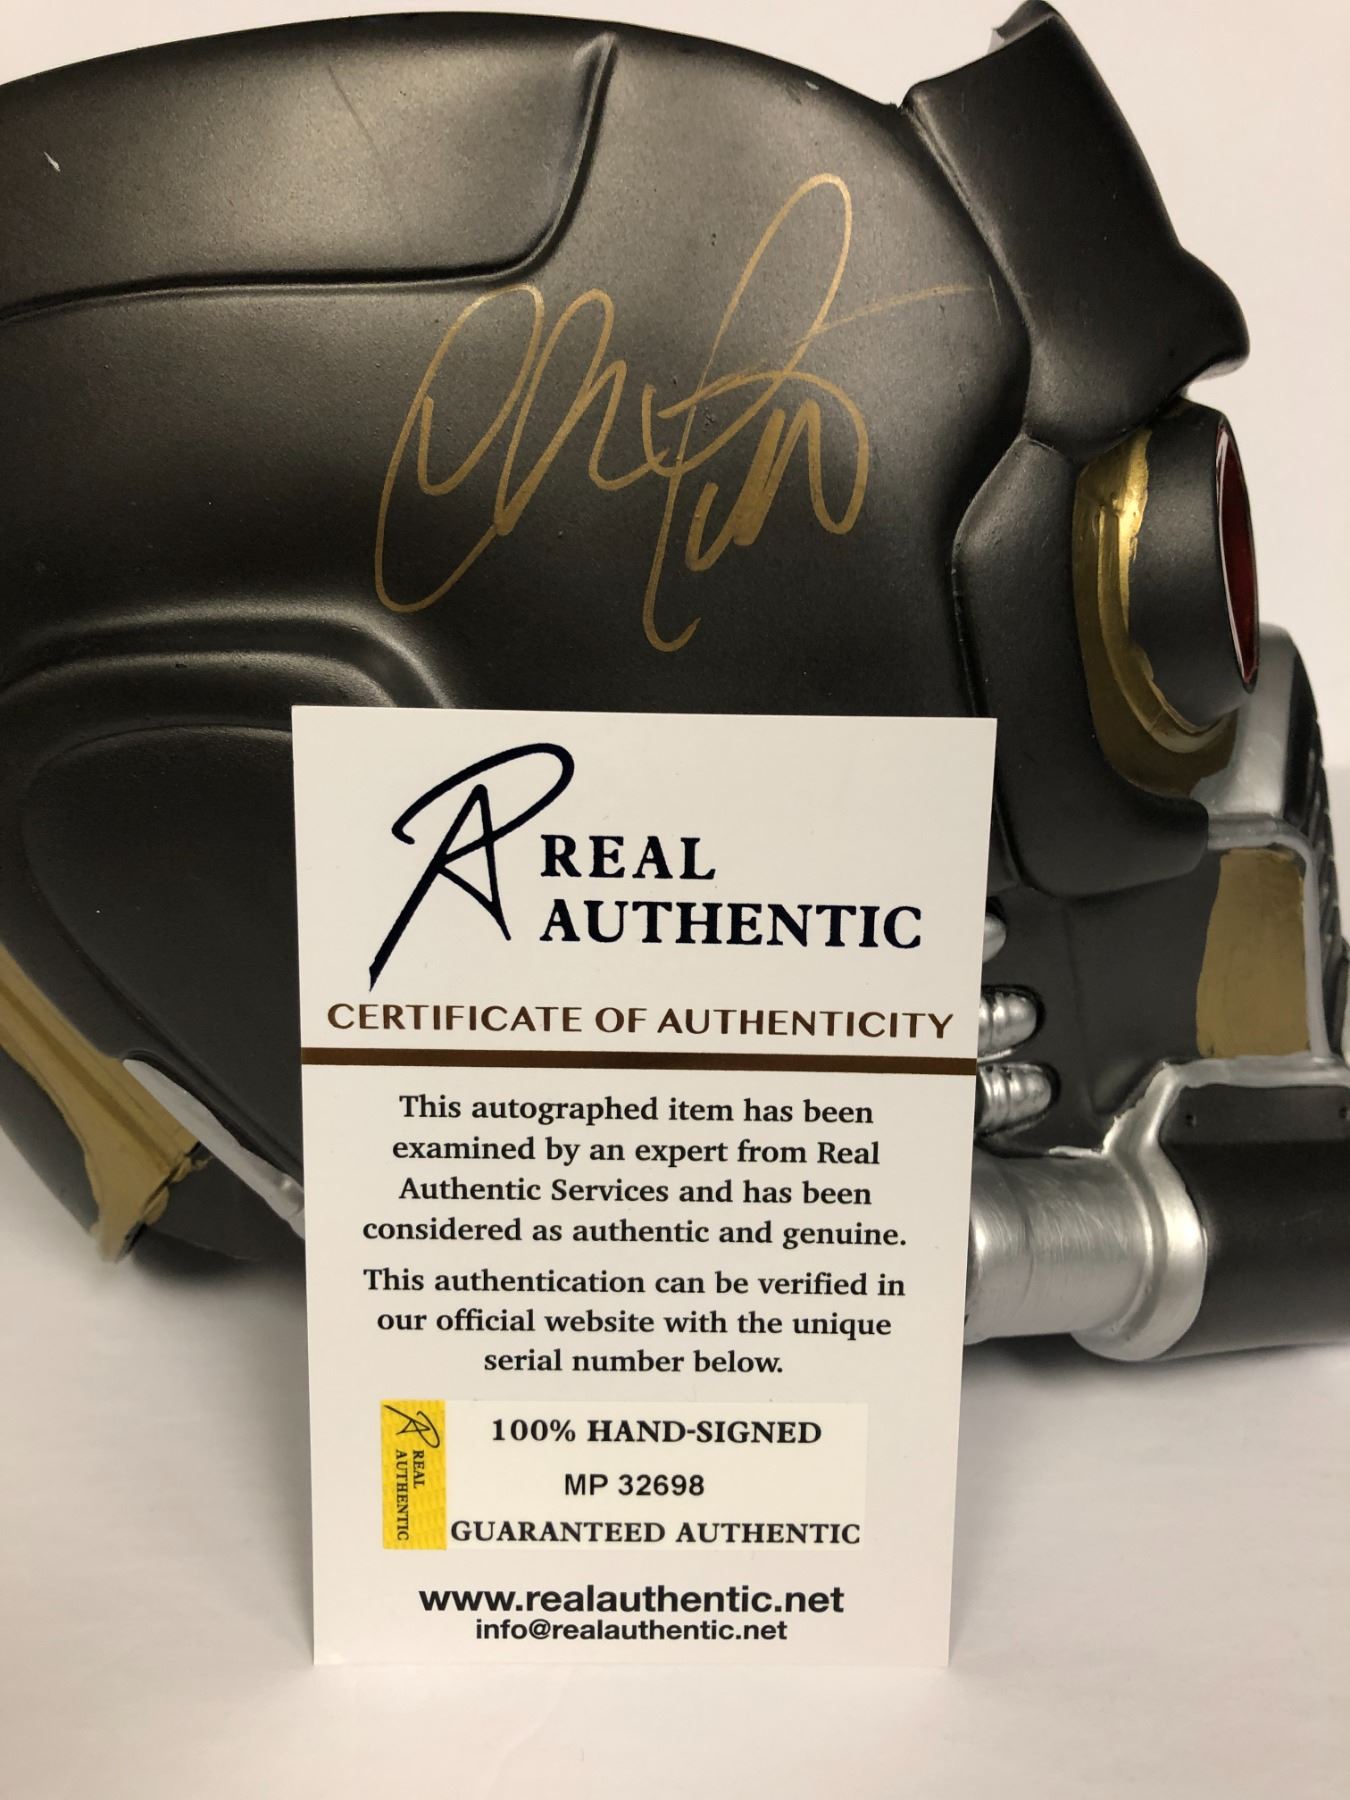 REAL
AUTHENTIC
CERTIFICATE OF AUTHENTICITY
This autographed item has been
examined by an expert from Real
Authentic Services and has been
considered as authentic and genuine.
This authentication can be verified in
our official website with the unique
serial number below.
REAL
AUTHENTIC
100% HAND-SIGNED
MP 32698
GUARANTEED AUTHENTIC
www.realauthentic.net
info@realauthentic.net